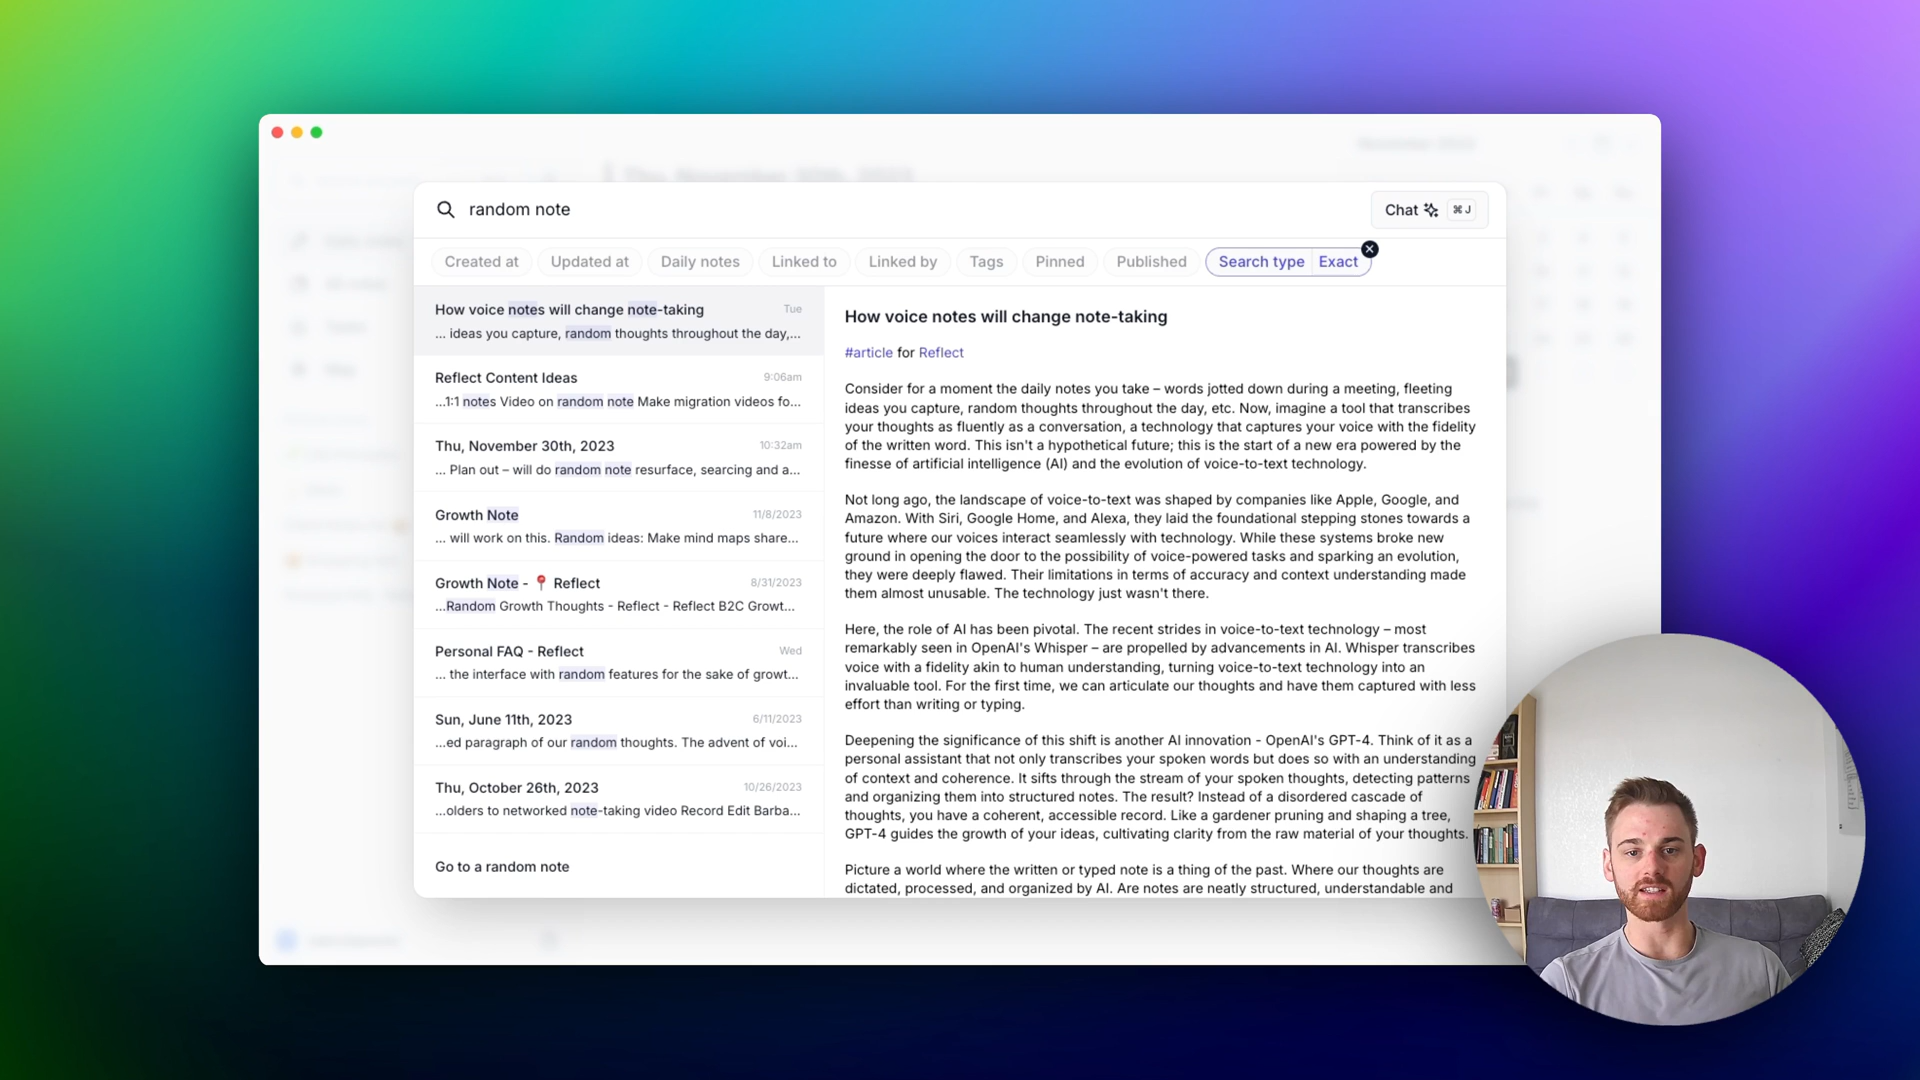 random note
Chat ⌘ J
Created at
Updated at
Daily notes
Linked to
Linked by
Tags
Pinned
Published
Search type Exact
How voice notes will change note-taking Tue
... ideas you capture, random thoughts throughout the day,...
Reflect Content Ideas 9:06am
...1:1 notes Video on random note Make migration videos fo...
Thu, November 30th, 2023 10:32am
... Plan out – will do random note resurface, searcing and a...
Growth Note 11/8/2023
... will work on this. Random ideas: Make mind maps share...
Growth Note - 📍 Reflect 8/31/2023
...Random Growth Thoughts - Reflect - Reflect B2C Growt...
Personal FAQ - Reflect Wed
... the interface with random features for the sake of growt...
Sun, June 11th, 2023 6/11/2023
...ed paragraph of our random thoughts. The advent of voi...
Thu, October 26th, 2023 10/26/2023
...olders to networked note-taking video Record Edit Barba...
Go to a random note
How voice notes will change note-taking
#article for Reflect
Consider for a moment the daily notes you take – words jotted down during a meeting, fleeting
ideas you capture, random thoughts throughout the day, etc. Now, imagine a tool that transcribes
your thoughts as fluently as a conversation, a technology that captures your voice with the fidelity
of the written word. This isn't a hypothetical future; this is the start of a new era powered by the
finesse of artificial intelligence (AI) and the evolution of voice-to-text technology.
Not long ago, the landscape of voice-to-text was shaped by companies like Apple, Google, and
Amazon. With Siri, Google Home, and Alexa, they laid the foundational stepping stones towards a
future where our voices interact seamlessly with technology. While these systems broke new
ground in opening the door to the possibility of voice-powered tasks and sparking an evolution,
they were deeply flawed. Their limitations in terms of accuracy and context understanding made
them almost unusable. The technology just wasn't there.
Here, the role of AI has been pivotal. The recent strides in voice-to-text technology – most
remarkably seen in OpenAI's Whisper – are propelled by advancements in AI. Whisper transcribes
voice with a fidelity akin to human understanding, turning voice-to-text technology into an
invaluable tool. For the first time, we can articulate our thoughts and have them captured with less
effort than writing or typing.
Deepening the significance of this shift is another AI innovation - OpenAI's GPT-4. Think of it as a
personal assistant that not only transcribes your spoken words but does so with an understanding
of context and coherence. It sifts through the stream of your spoken thoughts, detecting patterns
and organizing them into structured notes. The result? Instead of a disordered cascade of
thoughts, you have a coherent, accessible record. Like a gardener pruning and shaping a tree,
GPT-4 guides the growth of your ideas, cultivating clarity from the raw material of your thoughts.
Picture a world where the written or typed note is a thing of the past. Where our thoughts are
dictated, processed, and organized by AI. Are notes are neatly structured, understandable and